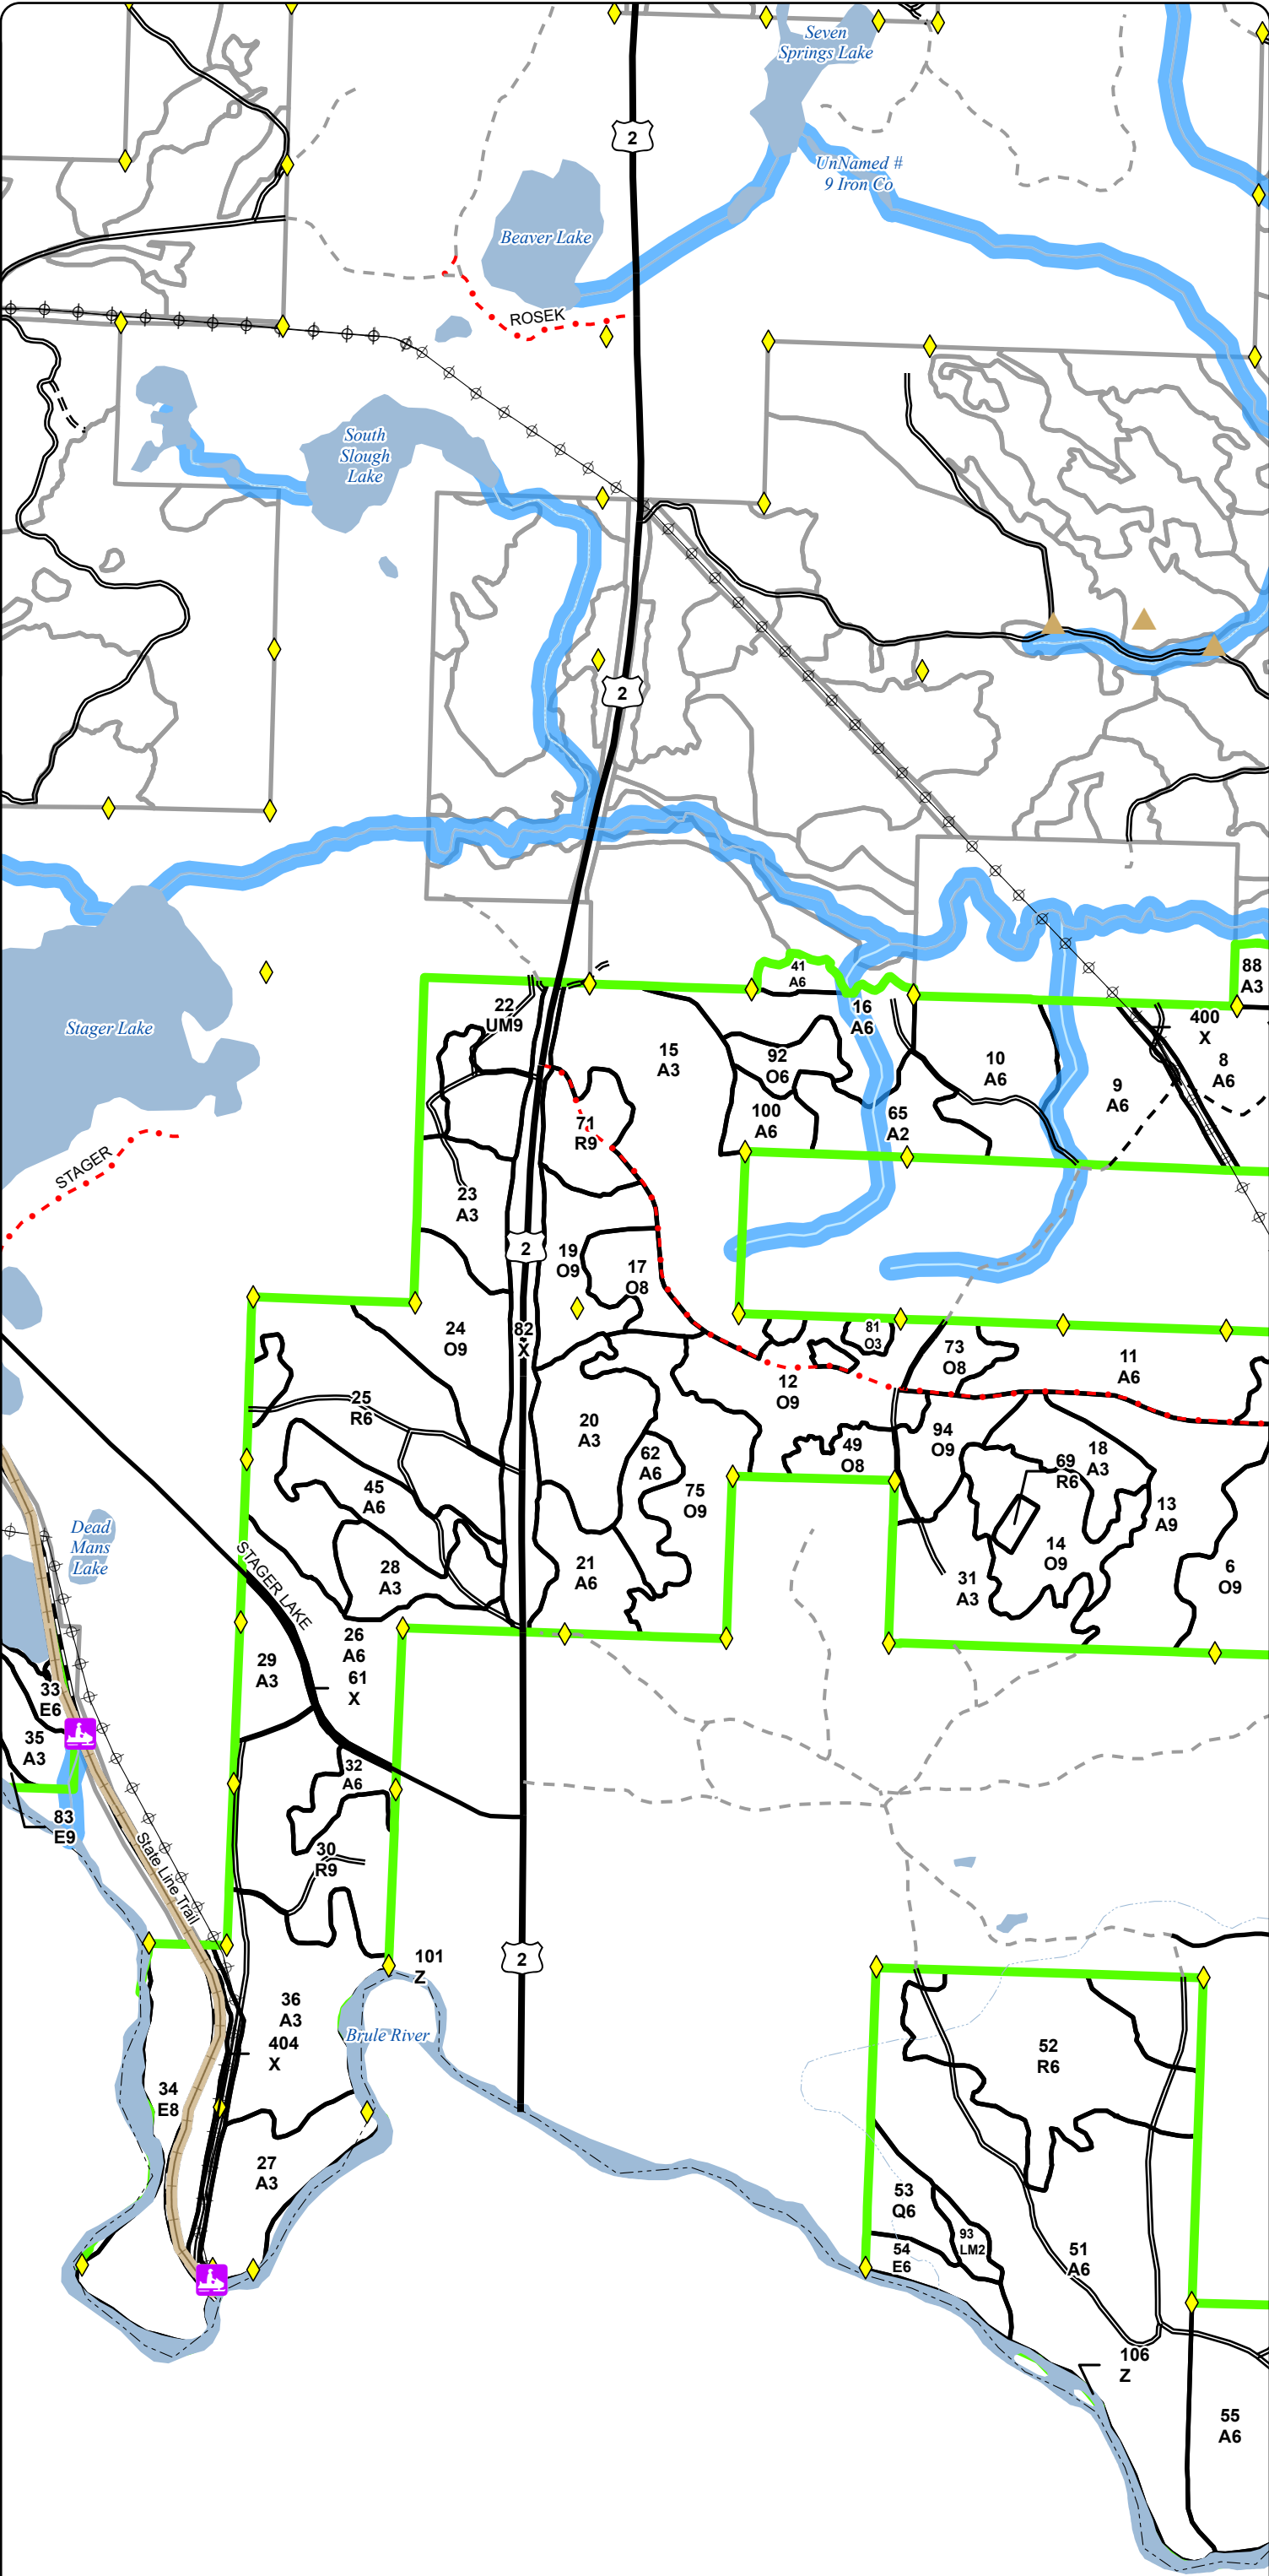 Seven
Springs Lake
2
UnNamed #
9 Iron Co
Beaver Lake
ROSEK
South
Slough
Lake
2
41
A6
88
A3
22
UM9
16
A6
400
X
Stager Lake
15
A3
92
O6
10
A6
8
A6
9
A6
100
A6
65
A2
71
R9
STAGER
23
A3
2
19
O9
17
O8
24
O9
82
X
81
O3
73
O8
11
A6
12
O9
25
R6
20
A3
94
O9
49
O8
62
A6
18
A3
69
R6
45
A6
75
O9
13
A9
Dead
Mans
Lake
STAGER LAKE
28
A3
21
A6
14
O9
31
A3
6
O9
26
A6
29
A3
61
X
33
E6
35
A3
32
A6
83
E9
State Line Trail
30
R9
101
Z
2
36
A3
Brule River
404
X
52
R6
34
E8
27
A3
53
Q6
93
LM2
54
E6
51
A6
106
Z
55
A6